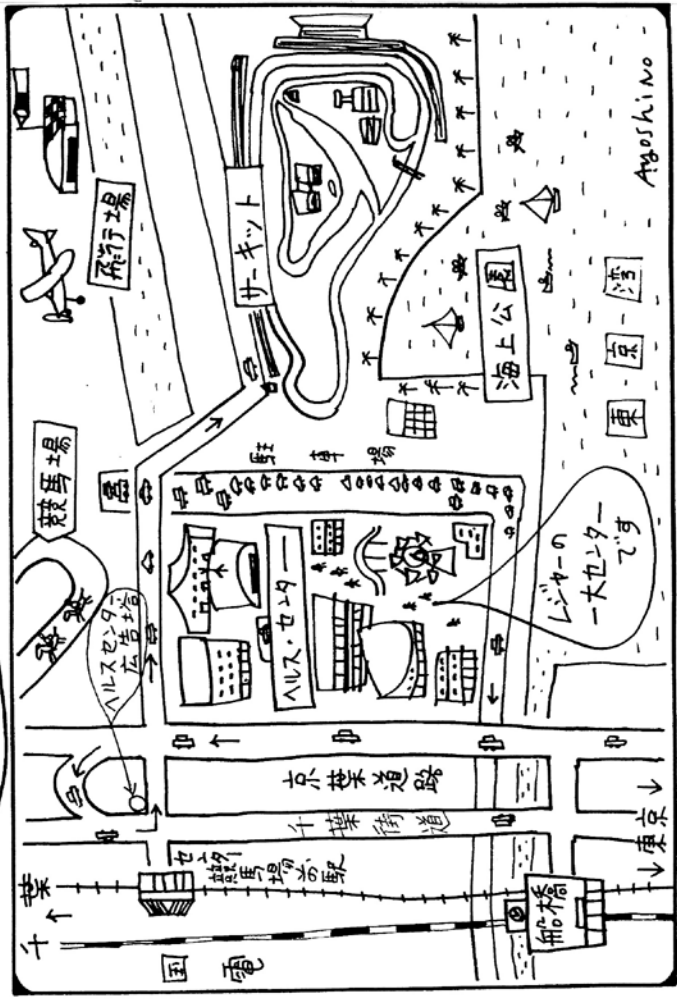 Ayoshino
飛行場
サーキット
海上公園
東京湾
競馬場
駐車場
ヘルスセンター
広告塔
ヘルス・センター
レジャーの
一大センター
です
京葉道路
千葉街道
センター
競馬場前駅
千葉
東京
船橋
国電